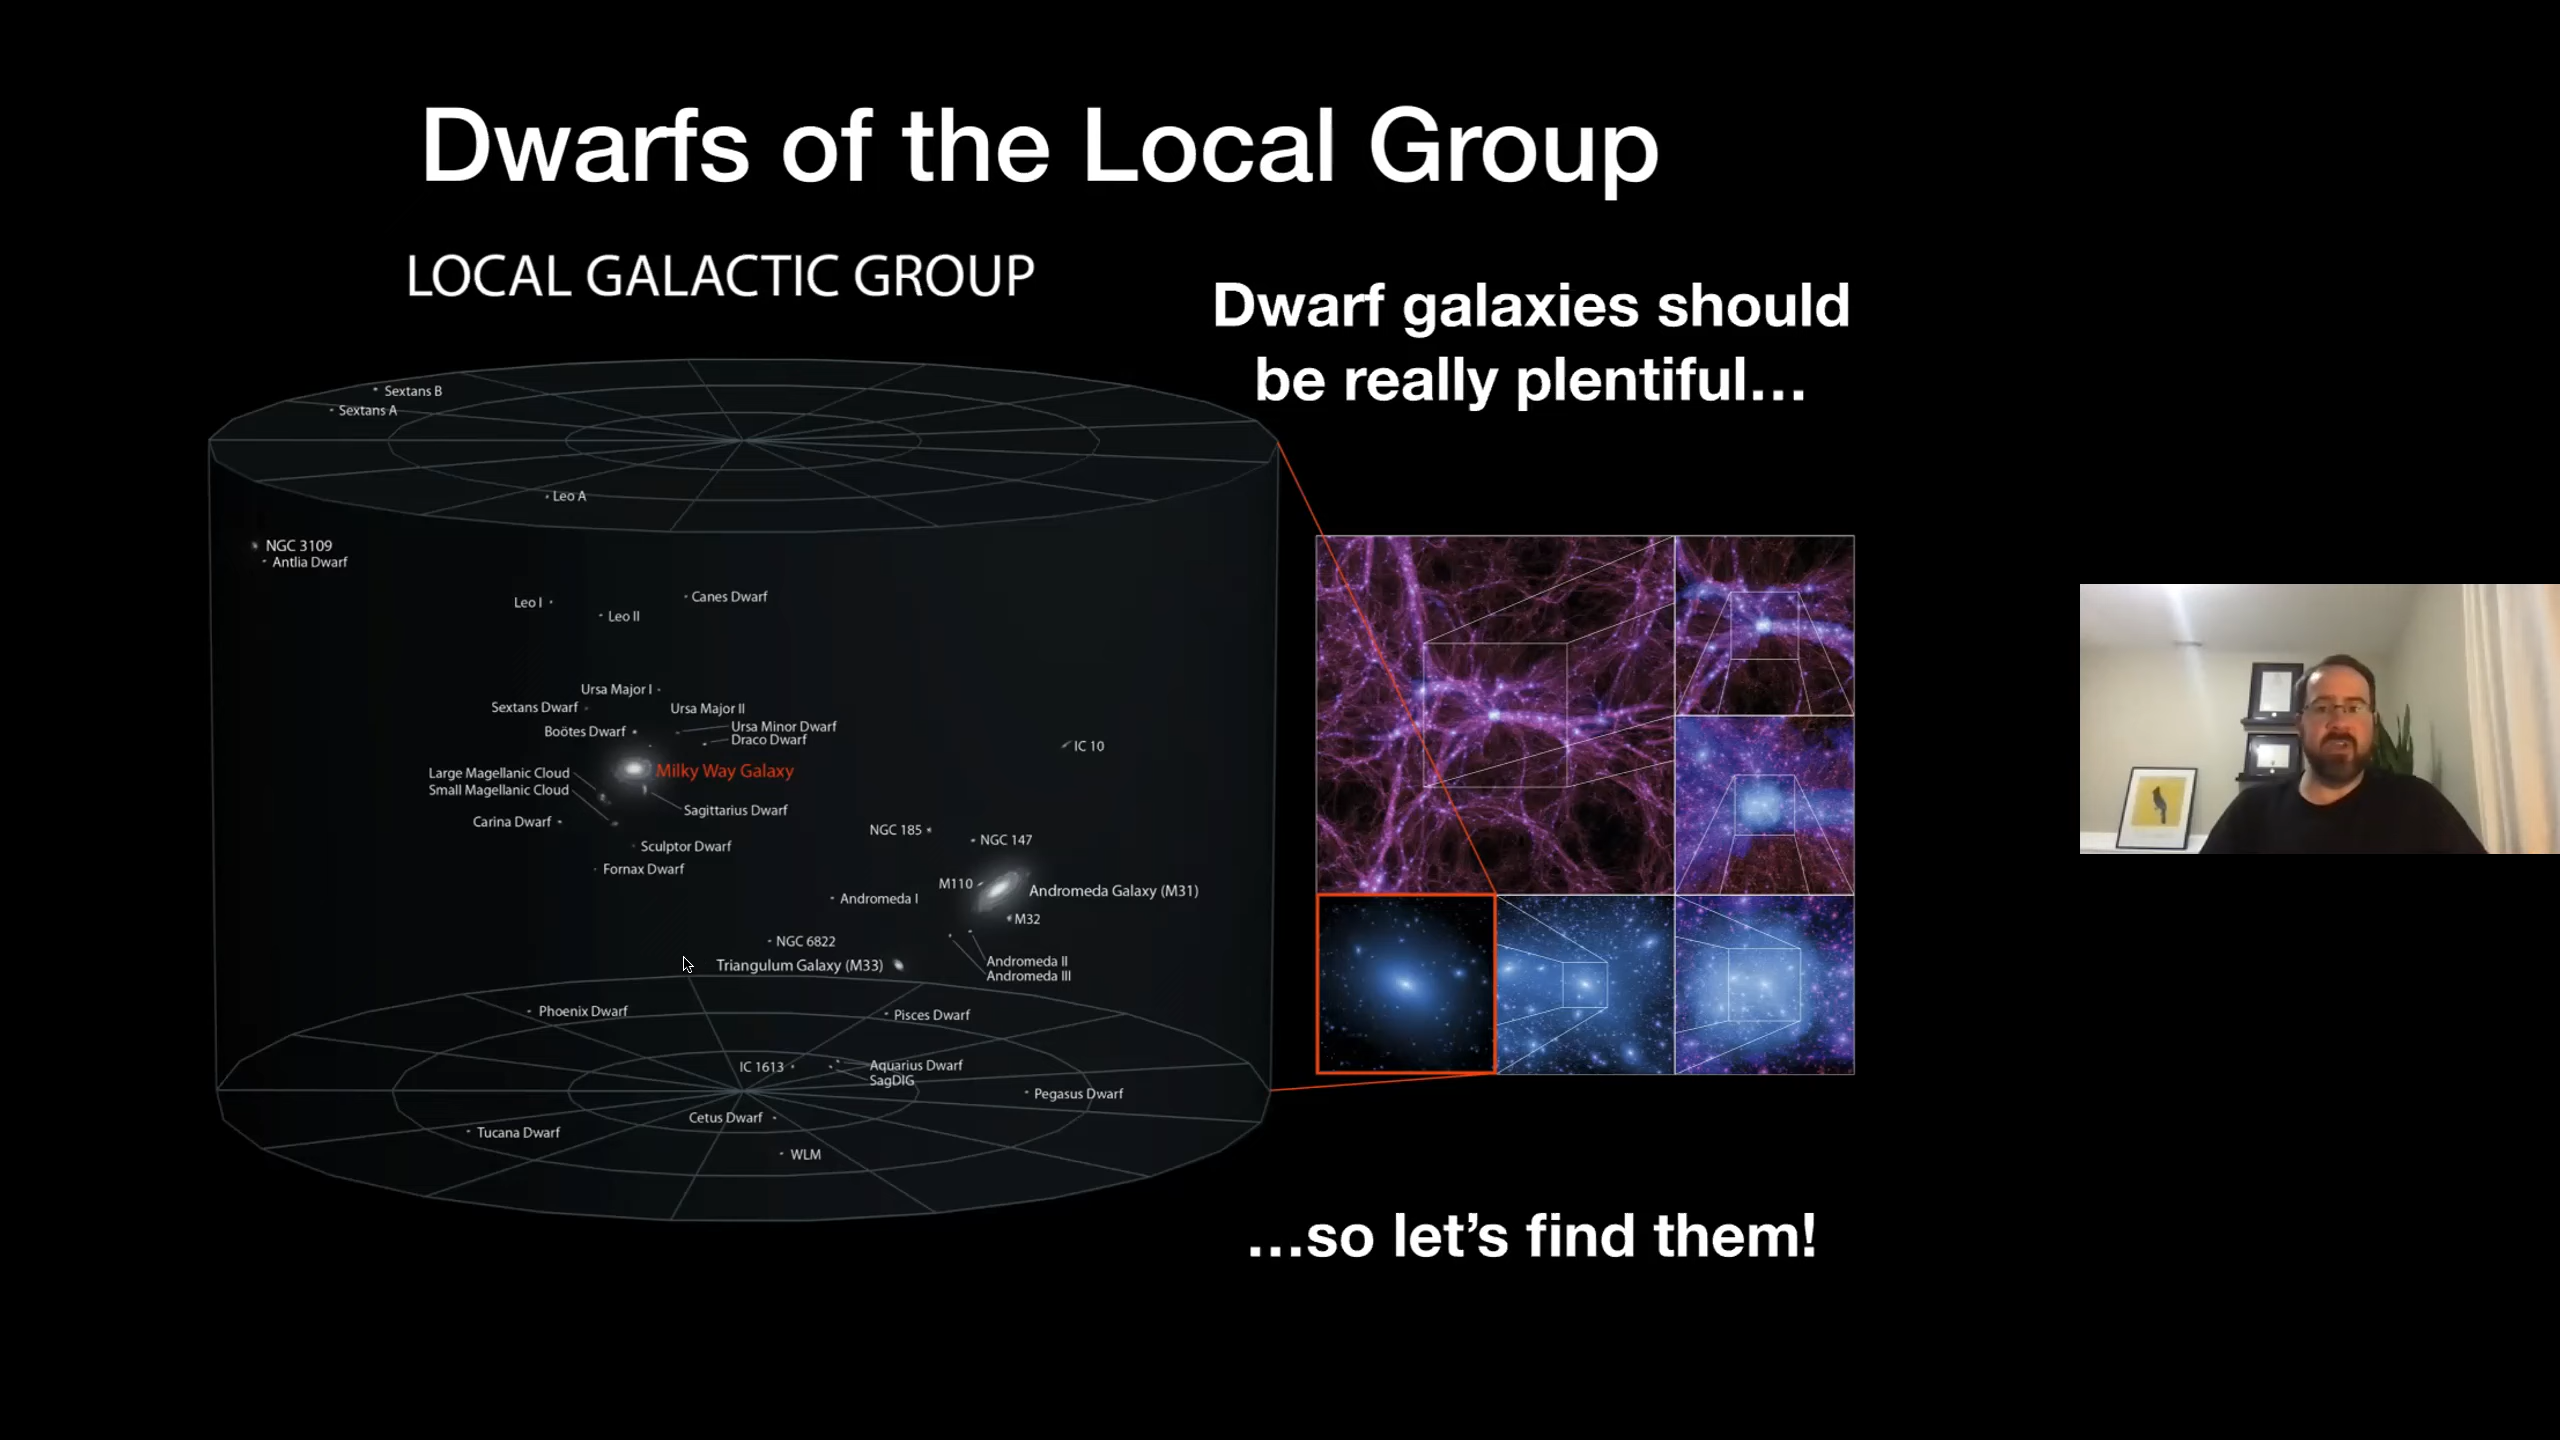 Dwarfs of the Local Group
LOCAL GALACTIC GROUP
Dwarf galaxies should
be really plentiful...
Sextans B
Sextans A
Leo A
NGC 3109
Antlia Dwarf
Leo I
Canes Dwarf
Leo II
Ursa Major I
Sextans Dwarf
Ursa Major II
Boötes Dwarf
Ursa Minor Dwarf
Draco Dwarf
IC 10
Milky Way Galaxy
Large Magellanic Cloud
Small Magellanic Cloud
Sagittarius Dwarf
Carina Dwarf
NGC 185
NGC 147
Sculptor Dwarf
Fornax Dwarf
M110
Andromeda Galaxy (M31)
Andromeda I
M32
NGC 6822
Triangulum Galaxy (M33)
Andromeda II
Andromeda III
Phoenix Dwarf
Pisces Dwarf
IC 1613
Aquarius Dwarf
SagDIG
Pegasus Dwarf
Cetus Dwarf
Tucana Dwarf
WLM
...so let's find them!